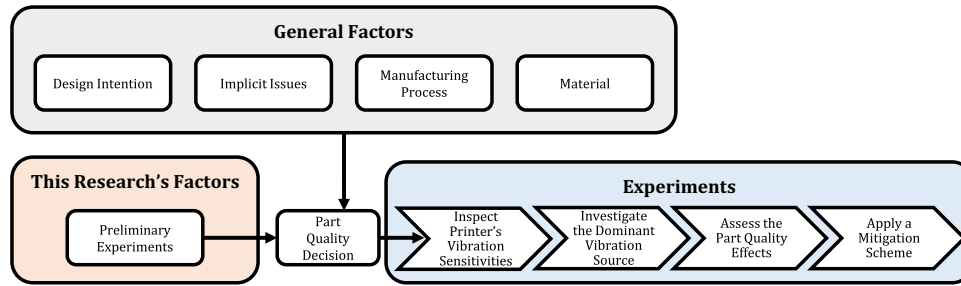 General Factors
Design Intention
Implicit Issues
Manufacturing
Process
Material
This Research's Factors
Preliminary
Experiments
Part
Quality
Decision
Experiments
Inspect
Printer's
Vibration
Sensitivities
Investigate
the Dominant
Vibration
Source
Assess the
Part Quality
Effects
Apply a
Mitigation
Scheme